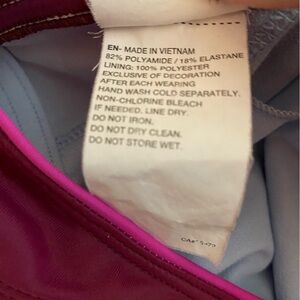 EN- MADE IN VIETNAM
82% POLYAMIDE / 18% ELASTANE
LINING: 100% POLYESTER
EXCLUSIVE OF DECORATION
AFTER EACH WEARING
HAND WASH COLD SEPARATELY.
NON-CHLORINE BLEACH
IF NEEDED. LINE DRY.
DO NOT IRON.
DO NOT DRY CLEAN.
DO NOT STORE WET.